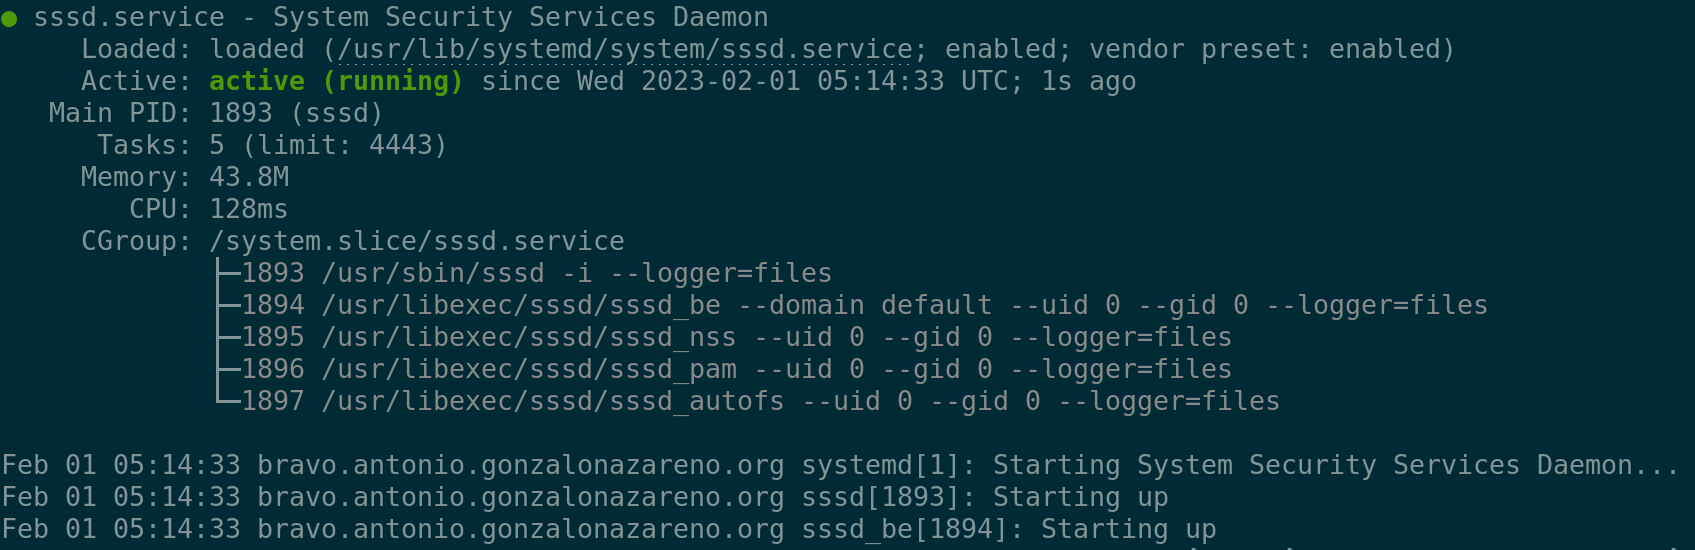 ● sssd.service - System Security Services Daemon
     Loaded: loaded (/usr/lib/systemd/system/sssd.service; enabled; vendor preset: enabled)
     Active: active (running) since Wed 2023-02-01 05:14:33 UTC; 1s ago
   Main PID: 1893 (sssd)
      Tasks: 5 (limit: 4443)
     Memory: 43.8M
        CPU: 128ms
     CGroup: /system.slice/sssd.service
             ├─1893 /usr/sbin/sssd -i --logger=files
             ├─1894 /usr/libexec/sssd/sssd_be --domain default --uid 0 --gid 0 --logger=files
             ├─1895 /usr/libexec/sssd/sssd_nss --uid 0 --gid 0 --logger=files
             ├─1896 /usr/libexec/sssd/sssd_pam --uid 0 --gid 0 --logger=files
             └─1897 /usr/libexec/sssd/sssd_autofs --uid 0 --gid 0 --logger=files
Feb 01 05:14:33 bravo.antonio.gonzalonazareno.org systemd[1]: Starting System Security Services Daemon...
Feb 01 05:14:33 bravo.antonio.gonzalonazareno.org sssd[1893]: Starting up
Feb 01 05:14:33 bravo.antonio.gonzalonazareno.org sssd_be[1894]: Starting up